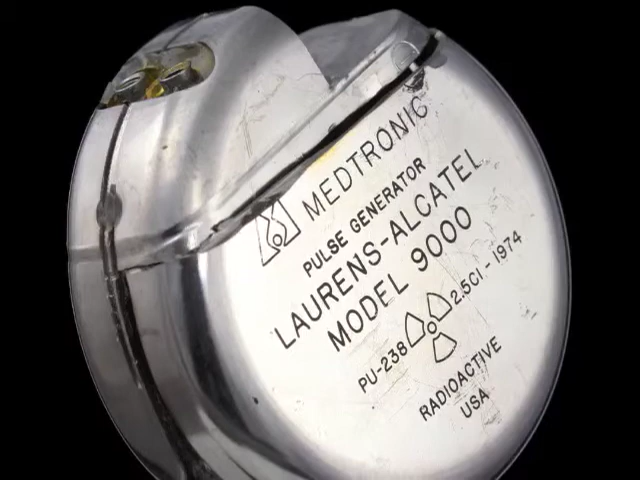 MEDTRONIC
PULSE GENERATOR
LAURENS-ALCATEL
MODEL 9000
PU-238 2.5CI - 1974
RADIOACTIVE
USA